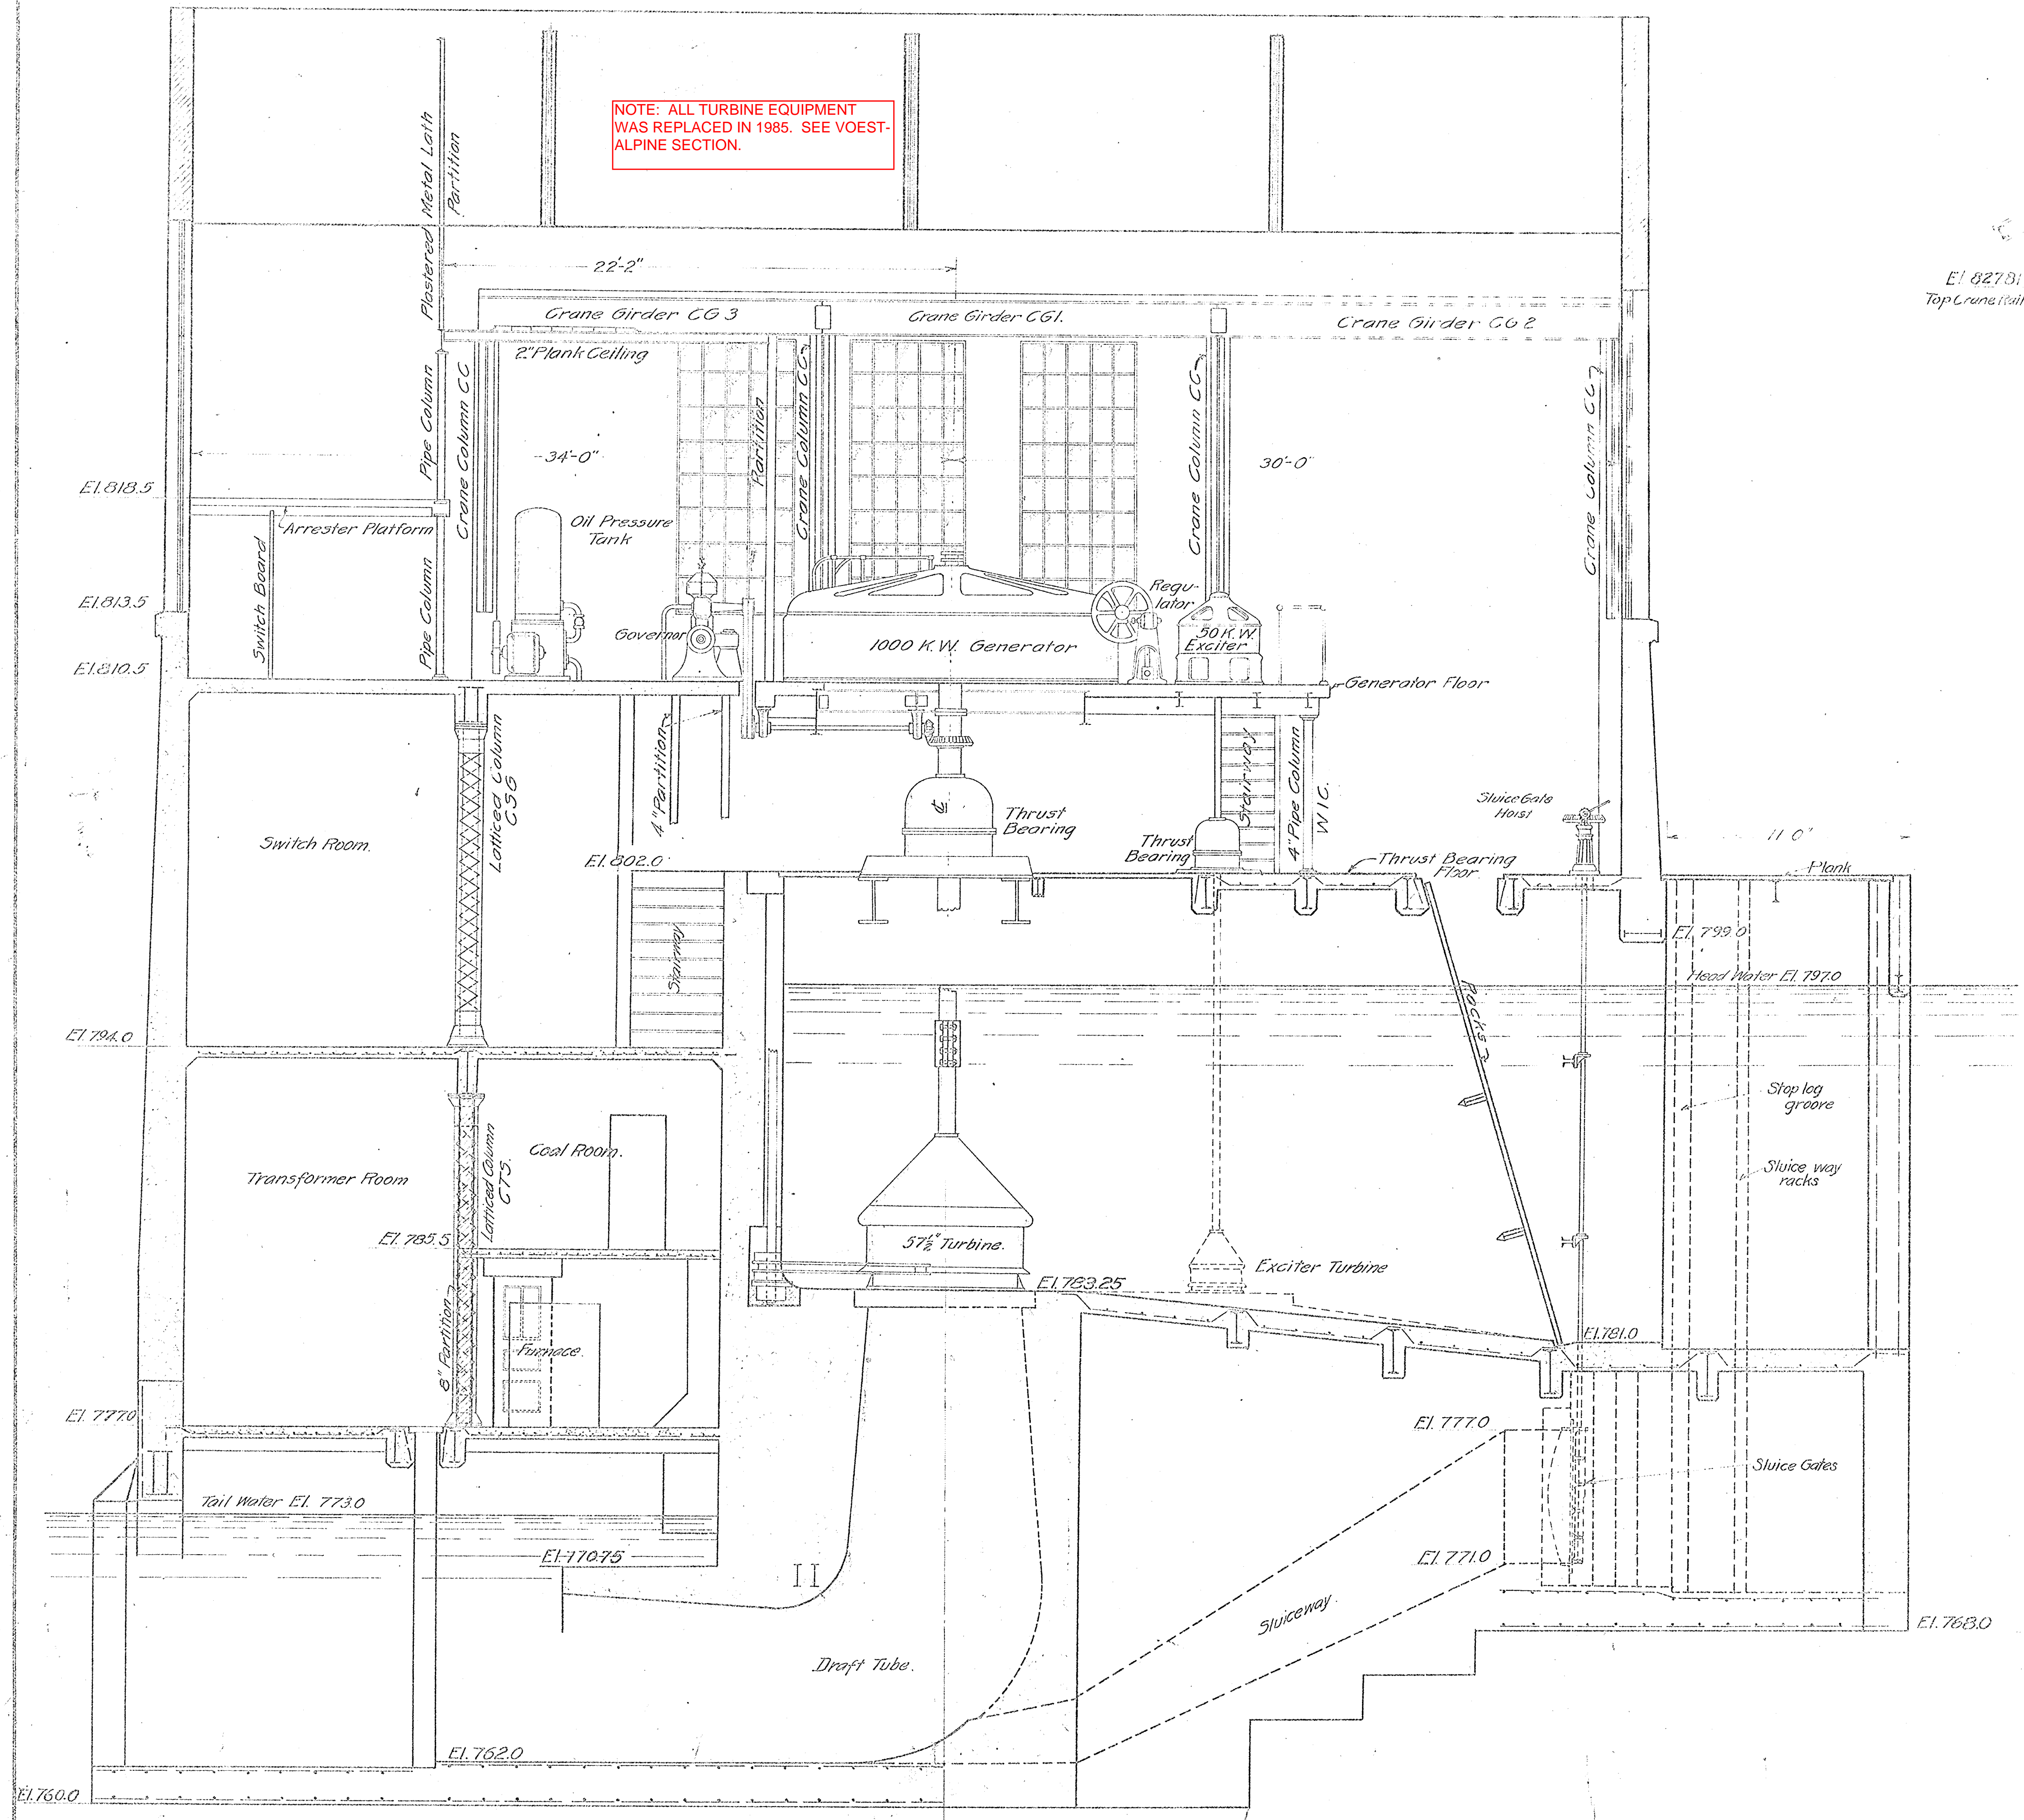 NOTE: ALL TURBINE EQUIPMENT
WAS REPLACED IN 1985. SEE VOEST-
ALPINE SECTION.
Plastered Metal Lath
Partition
22'-2"
El. 827.81
Top Crane Rail
Crane Girder CG 3
Crane Girder CG1.
Crane Girder CG 2
2" Plank Ceiling
Pipe Column
Crane Column CC
Partition
Crane Column CC
Crane Column CC
Crane Column CC
34'-0"
30'-0"
El. 818.5
Arrester Platform
Oil Pressure
Tank
Switch Board
Pipe Column
El. 813.5
Regu-
lator
Governor
1000 K.W. Generator
50 K.W.
Exciter
El. 810.5
Generator Floor
Latticed Column
CSG
4" Partition
Stairway
4" Pipe Column
W I C.
Sluice Gate
Hoist
11'-0"
Switch Room.
℄
Thrust
Bearing
Thrust
Bearing
El. 802.0
Thrust Bearing
Floor
Plank
Stairway
El. 799.0
Head Water El. 797.0
Racks
El. 794.0
Stop log
groove
Latticed Column
CTS.
Coal Room.
Transformer Room
Sluice way
racks
El. 785.5
57½" Turbine.
Exciter Turbine
El. 783.25
8" Partition
Furnace.
El. 781.0
El. 777.0
El. 777.0
Sluice Gates
Tail Water El. 773.0
El. 770.75
II
El. 771.0
Sluiceway.
El. 768.0
Draft Tube.
El. 762.0
El. 760.0